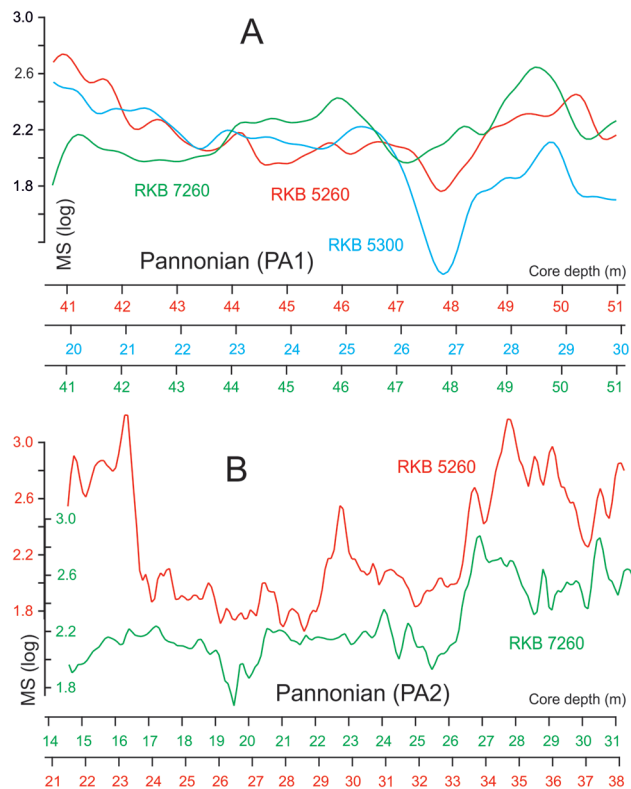 A
3.0
2.6
2.2
1.8
MS (log)
RKB 7260
RKB 5260
RKB 5300
Pannonian (PA1)
Core depth (m)
41 42 43 44 45 46 47 48 49 50 51
20 21 22 23 24 25 26 27 28 29 30
41 42 43 44 45 46 47 48 49 50 51
B
3.0
2.6
2.2
1.8
3.0
2.6
2.2
1.8
MS (log)
RKB 5260
RKB 7260
Pannonian (PA2)
Core depth (m)
14 15 16 17 18 19 20 21 22 23 24 25 26 27 28 29 30 31
21 22 23 24 25 26 27 28 29 30 31 32 33 34 35 36 37 38